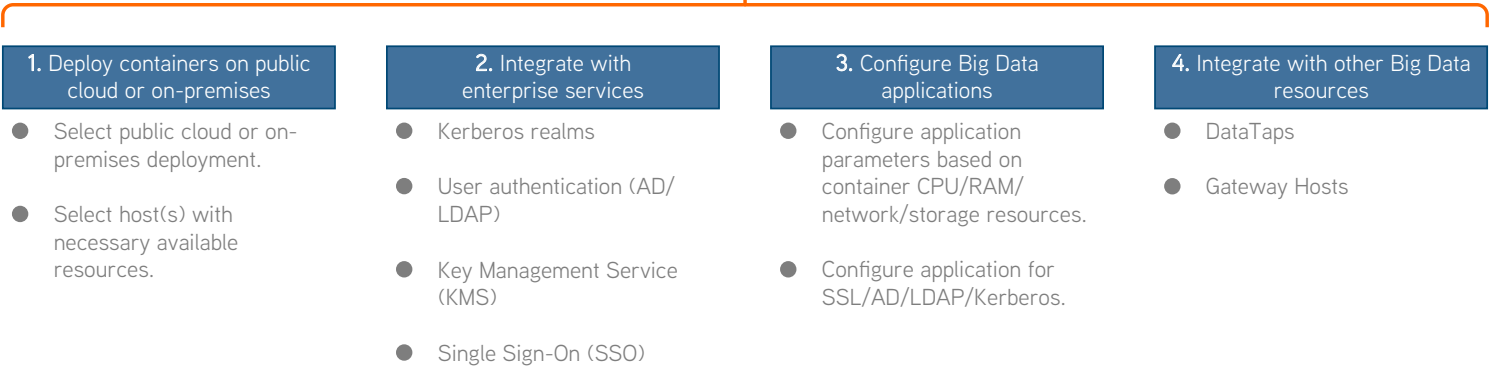 1. Deploy containers on public
cloud or on-premises
Select public cloud or on-
premises deployment.
Select host(s) with
necessary available
resources.
2. Integrate with
enterprise services
Kerberos realms
User authentication (AD/
LDAP)
Key Management Service
(KMS)
Single Sign-On (SSO)
3. Configure Big Data
applications
Configure application
parameters based on
container CPU/RAM/
network/storage resources.
Configure application for
SSL/AD/LDAP/Kerberos.
4. Integrate with other Big Data
resources
DataTaps
Gateway Hosts